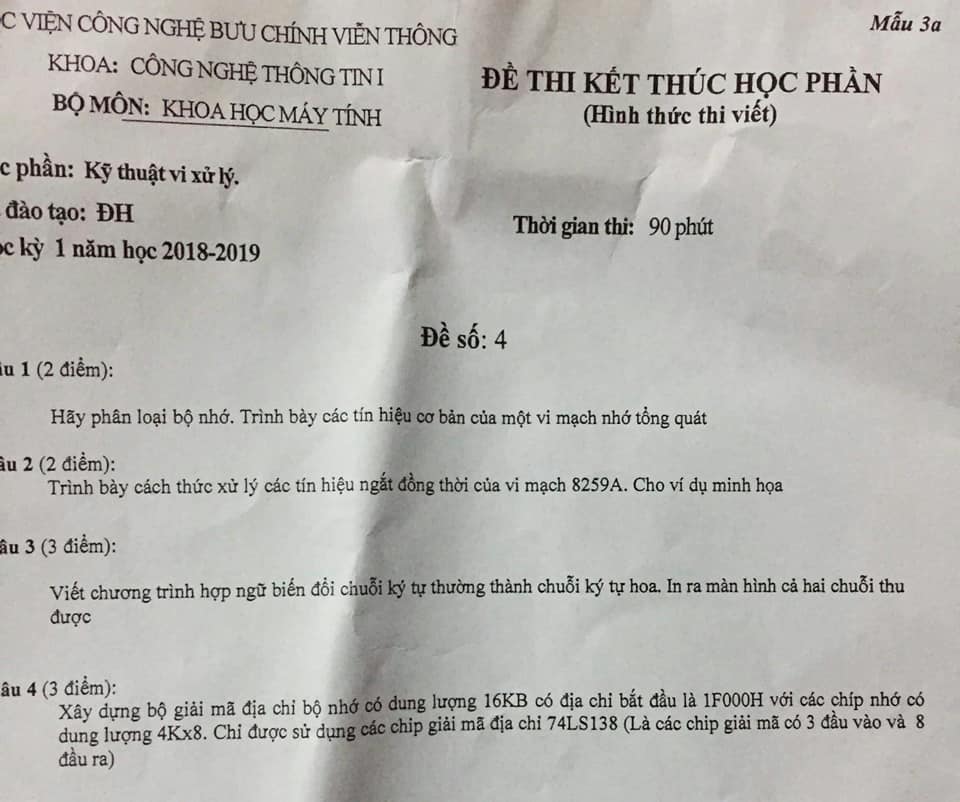 C VIỆN CÔNG NGHỆ BƯU CHÍNH VIỄN THÔNG
KHOA: CÔNG NGHỆ THÔNG TIN I
BỘ MÔN: KHOA HỌC MÁY TÍNH
Mẫu 3a
ĐỀ THI KẾT THÚC HỌC PHẦN
(Hình thức thi viết)
c phần: Kỹ thuật vi xử lý.
đào tạo: ĐH
ọc kỳ 1 năm học 2018-2019
Thời gian thi: 90 phút
Đề số: 4
âu 1 (2 điểm):
Hãy phân loại bộ nhớ. Trình bày các tín hiệu cơ bản của một vi mạch nhớ tổng quát
âu 2 (2 điểm):
Trình bày cách thức xử lý các tín hiệu ngắt đồng thời của vi mạch 8259A. Cho ví dụ minh họa
âu 3 (3 điểm):
Viết chương trình hợp ngữ biến đổi chuỗi ký tự thường thành chuỗi ký tự hoa. In ra màn hình cả hai chuỗi thu
được
âu 4 (3 điểm):
Xây dựng bộ giải mã địa chỉ bộ nhớ có dung lượng 16KB có địa chỉ bắt đầu là 1F000H với các chíp nhớ có
dung lượng 4Kx8. Chỉ được sử dụng các chip giải mã địa chỉ 74LS138 (Là các chip giải mã có 3 đầu vào và 8
đầu ra)